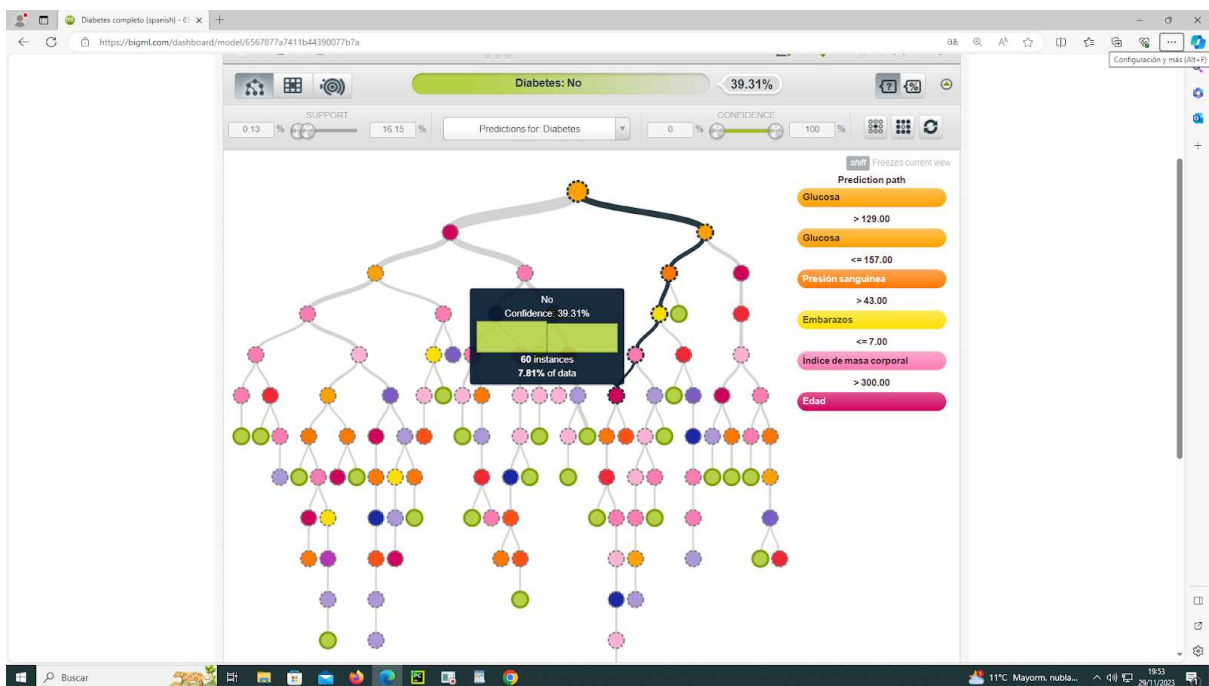 Diabetes completo (spanish) - 6
https://bigml.com/dashboard/model/6567877a7411b44390077b7a
Configuración y más (Alt+F)
Diabetes: No
39.31%
SUPPORT
CONFIDENCE
0.13 %
16.15 %
Predictions for: Diabetes
0 %
100 %
shift Freezes current view
Prediction path
Glucosa
> 129.00
Glucosa
<= 157.00
Presión sanguinea
> 43.00
Embarazos
<= 7.00
Índice de masa corporal
> 300.00
Edad
No
Confidence: 39.31%
60 instances
7.81% of data
Buscar
11°C Mayorm. nubla...
19:53
29/11/2023